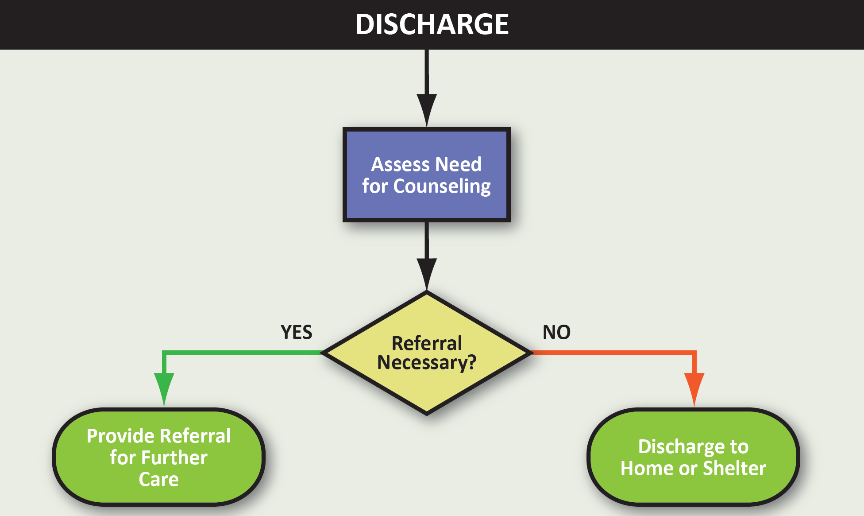 DISCHARGE
Assess Need
for Counseling
YES
Referral
Necessary?
NO
Provide Referral
for Further
Care
Discharge to
Home or Shelter